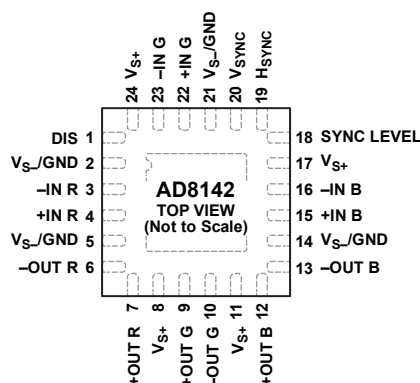 24 VS+
23 –IN G
22 +IN G
21 VS–/GND
20 VSYNC
19 HSYNC
DIS 1
VS–/GND 2
–IN R 3
+IN R 4
VS–/GND 5
–OUT R 6
AD8142
TOP VIEW
(Not to Scale)
18 SYNC LEVEL
17 VS+
16 –IN B
15 +IN B
14 VS–/GND
13 –OUT B
+OUT R 7
VS+ 8
+OUT G 9
–OUT G 10
VS+ 11
+OUT B 12